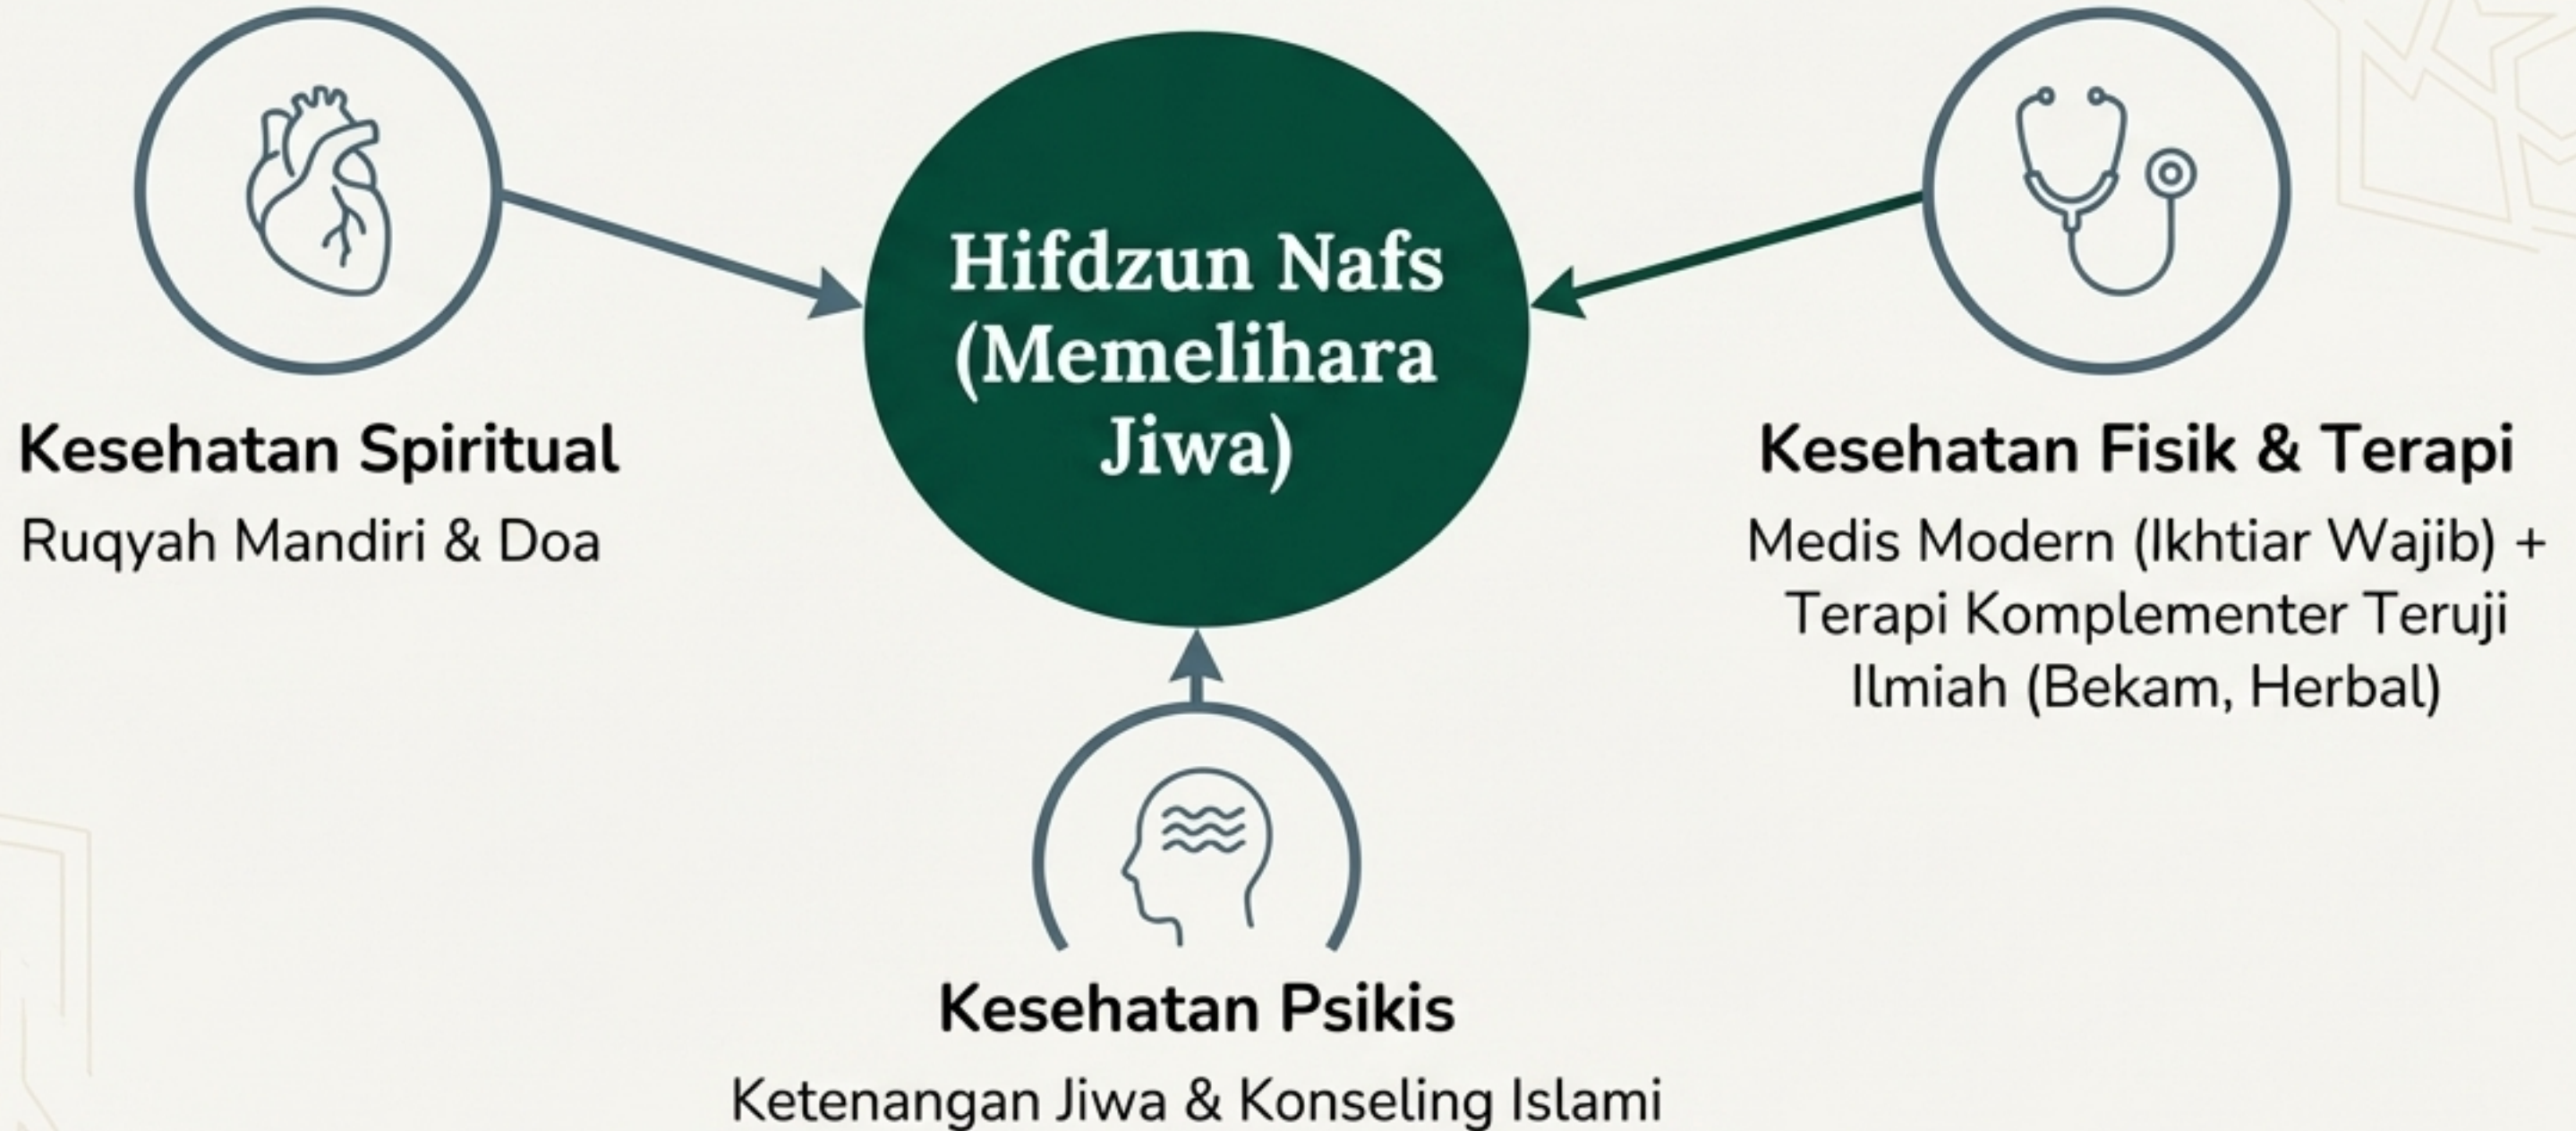 Hifdzun Nafs
(Memelihara
Jiwa)
Kesehatan Spiritual
Ruqyah Mandiri & Doa
Kesehatan Fisik & Terapi
Medis Modern (Ikhtiar Wajib) +
Terapi Komplementer Teruji
Ilmiah (Bekam, Herbal)
Kesehatan Psikis
Ketenangan Jiwa & Konseling Islami